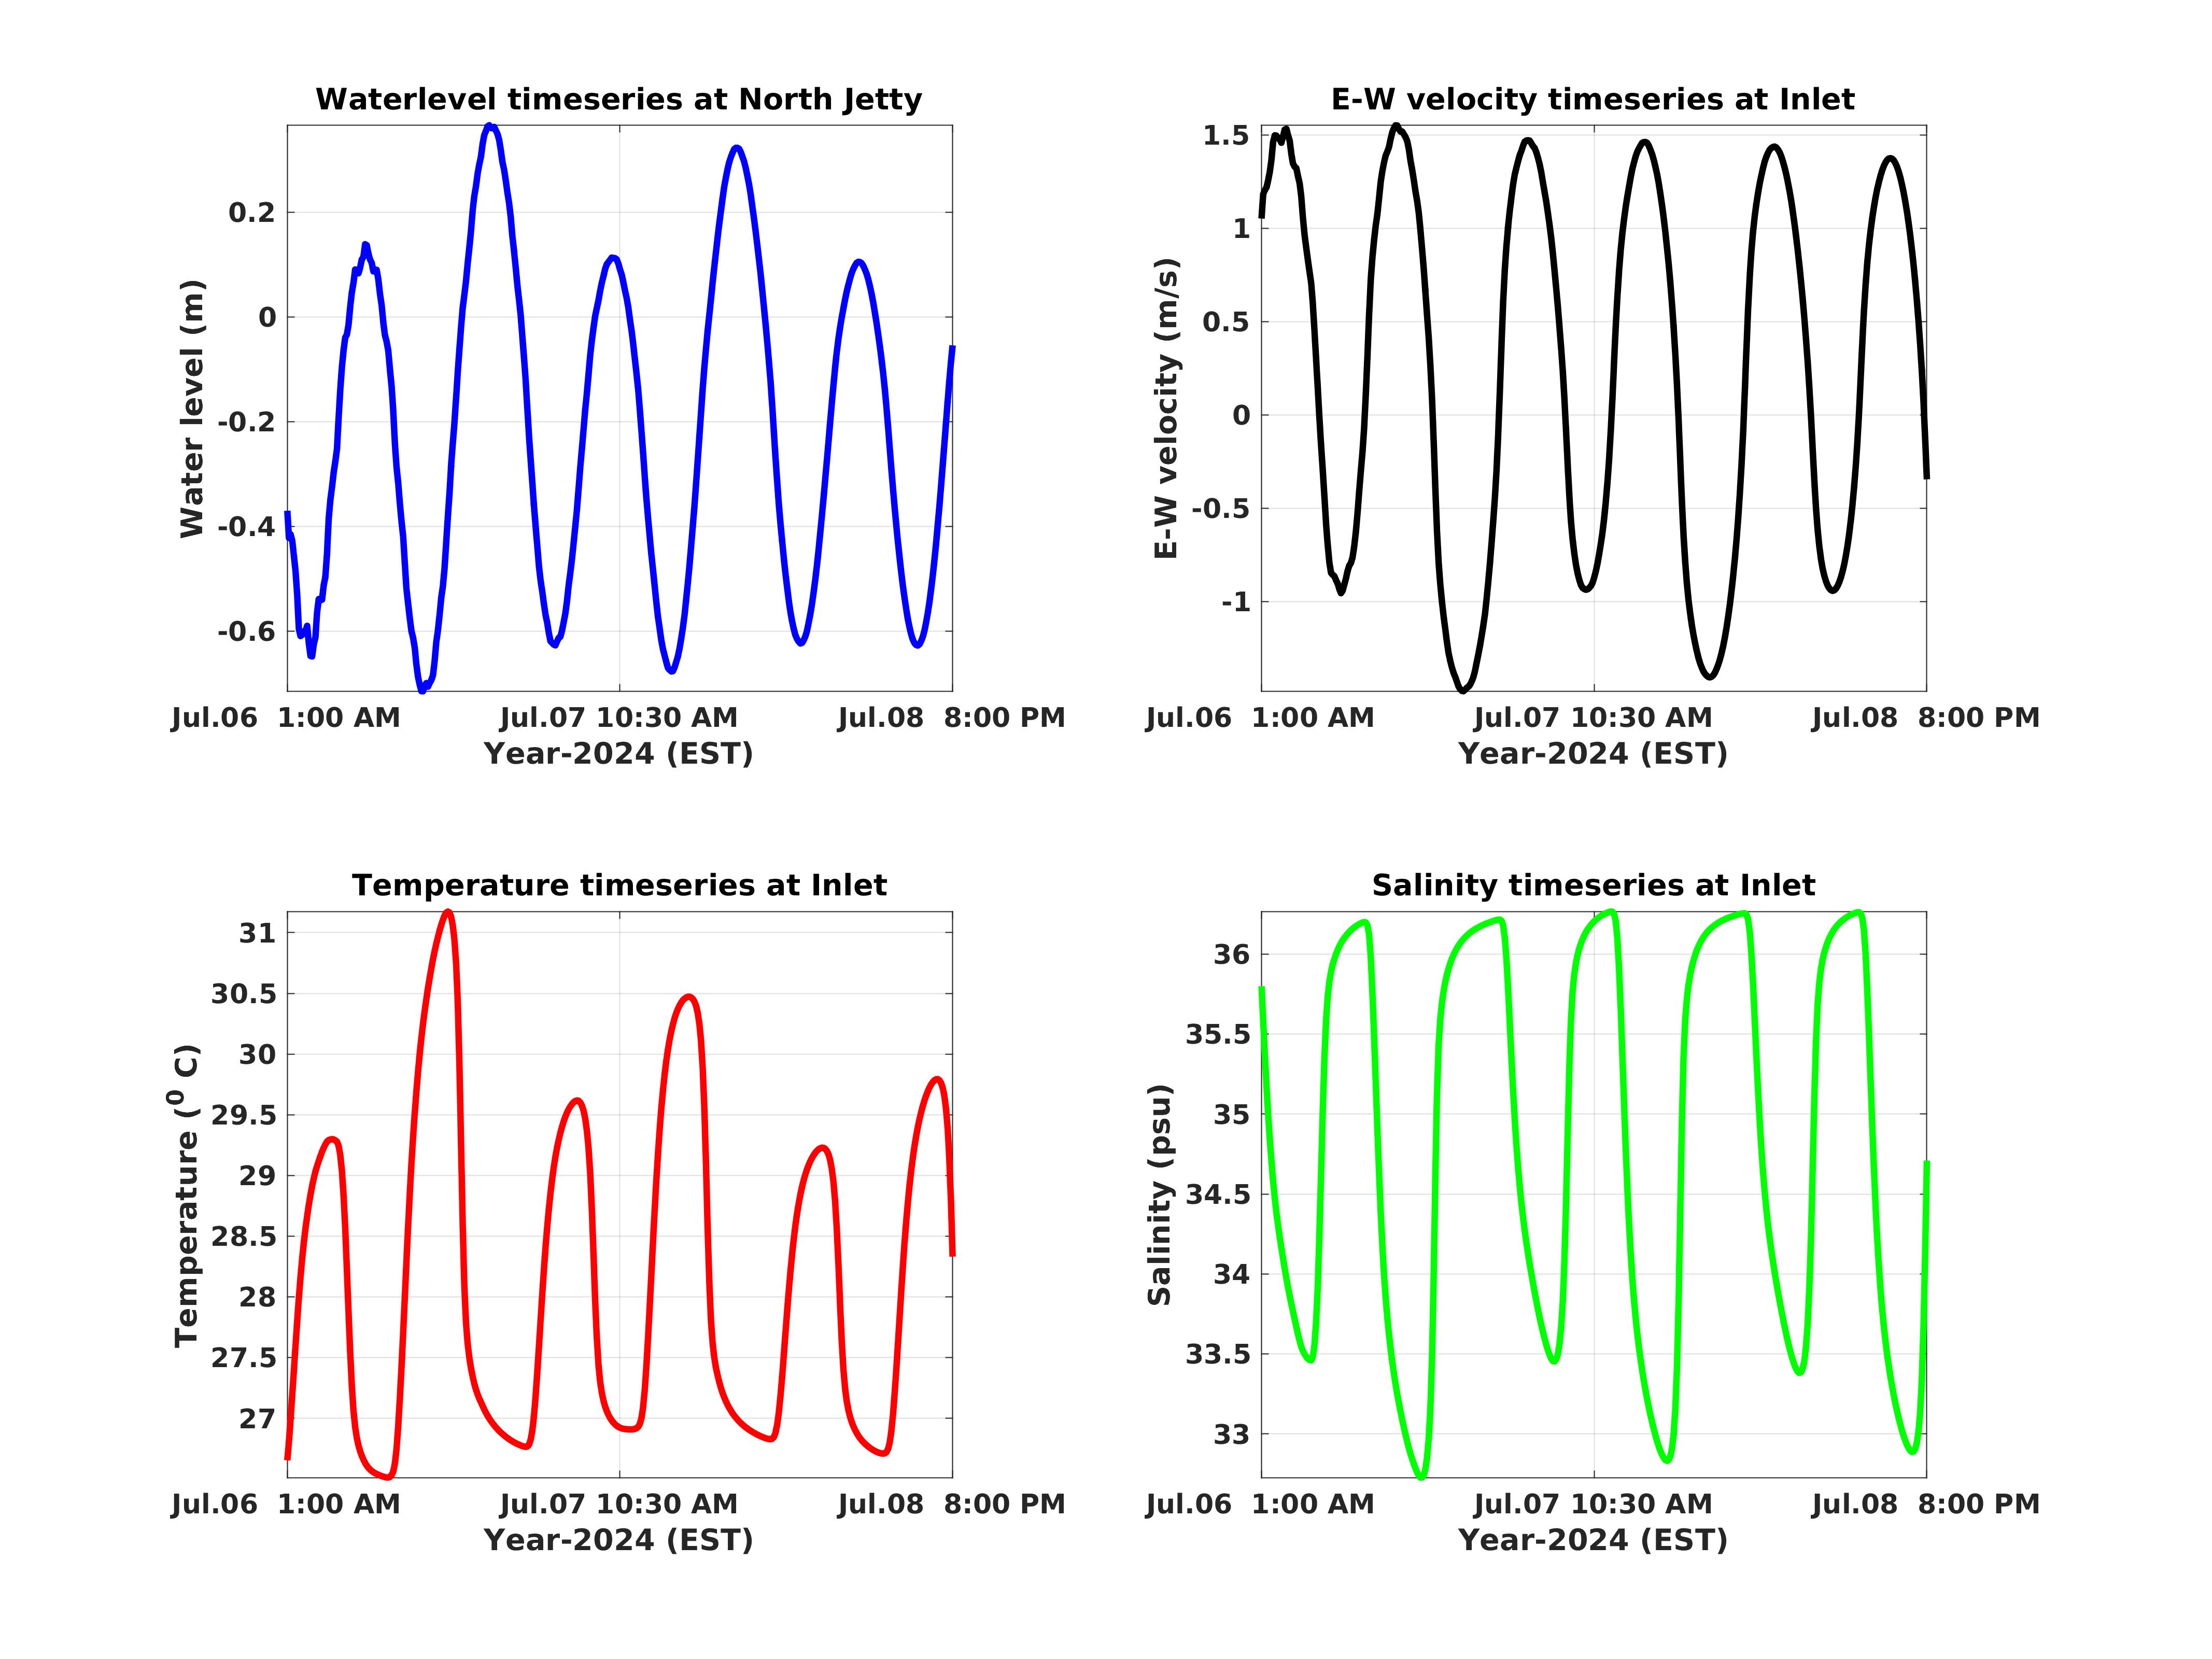 Waterlevel timeseries at North Jetty
0.2
0
-0.2
-0.4
-0.6
Water level (m)
Jul.06 1:00 AM
Jul.07 10:30 AM
Jul.08 8:00 PM
Year-2024 (EST)
E-W velocity timeseries at Inlet
1.5
1
0.5
0
-0.5
-1
E-W velocity (m/s)
Jul.06 1:00 AM
Jul.07 10:30 AM
Jul.08 8:00 PM
Year-2024 (EST)
Temperature timeseries at Inlet
31
30.5
30
29.5
29
28.5
28
27.5
27
Temperature (⁰ C)
Jul.06 1:00 AM
Jul.07 10:30 AM
Jul.08 8:00 PM
Year-2024 (EST)
Salinity timeseries at Inlet
36
35.5
35
34.5
34
33.5
33
Salinity (psu)
Jul.06 1:00 AM
Jul.07 10:30 AM
Jul.08 8:00 PM
Year-2024 (EST)